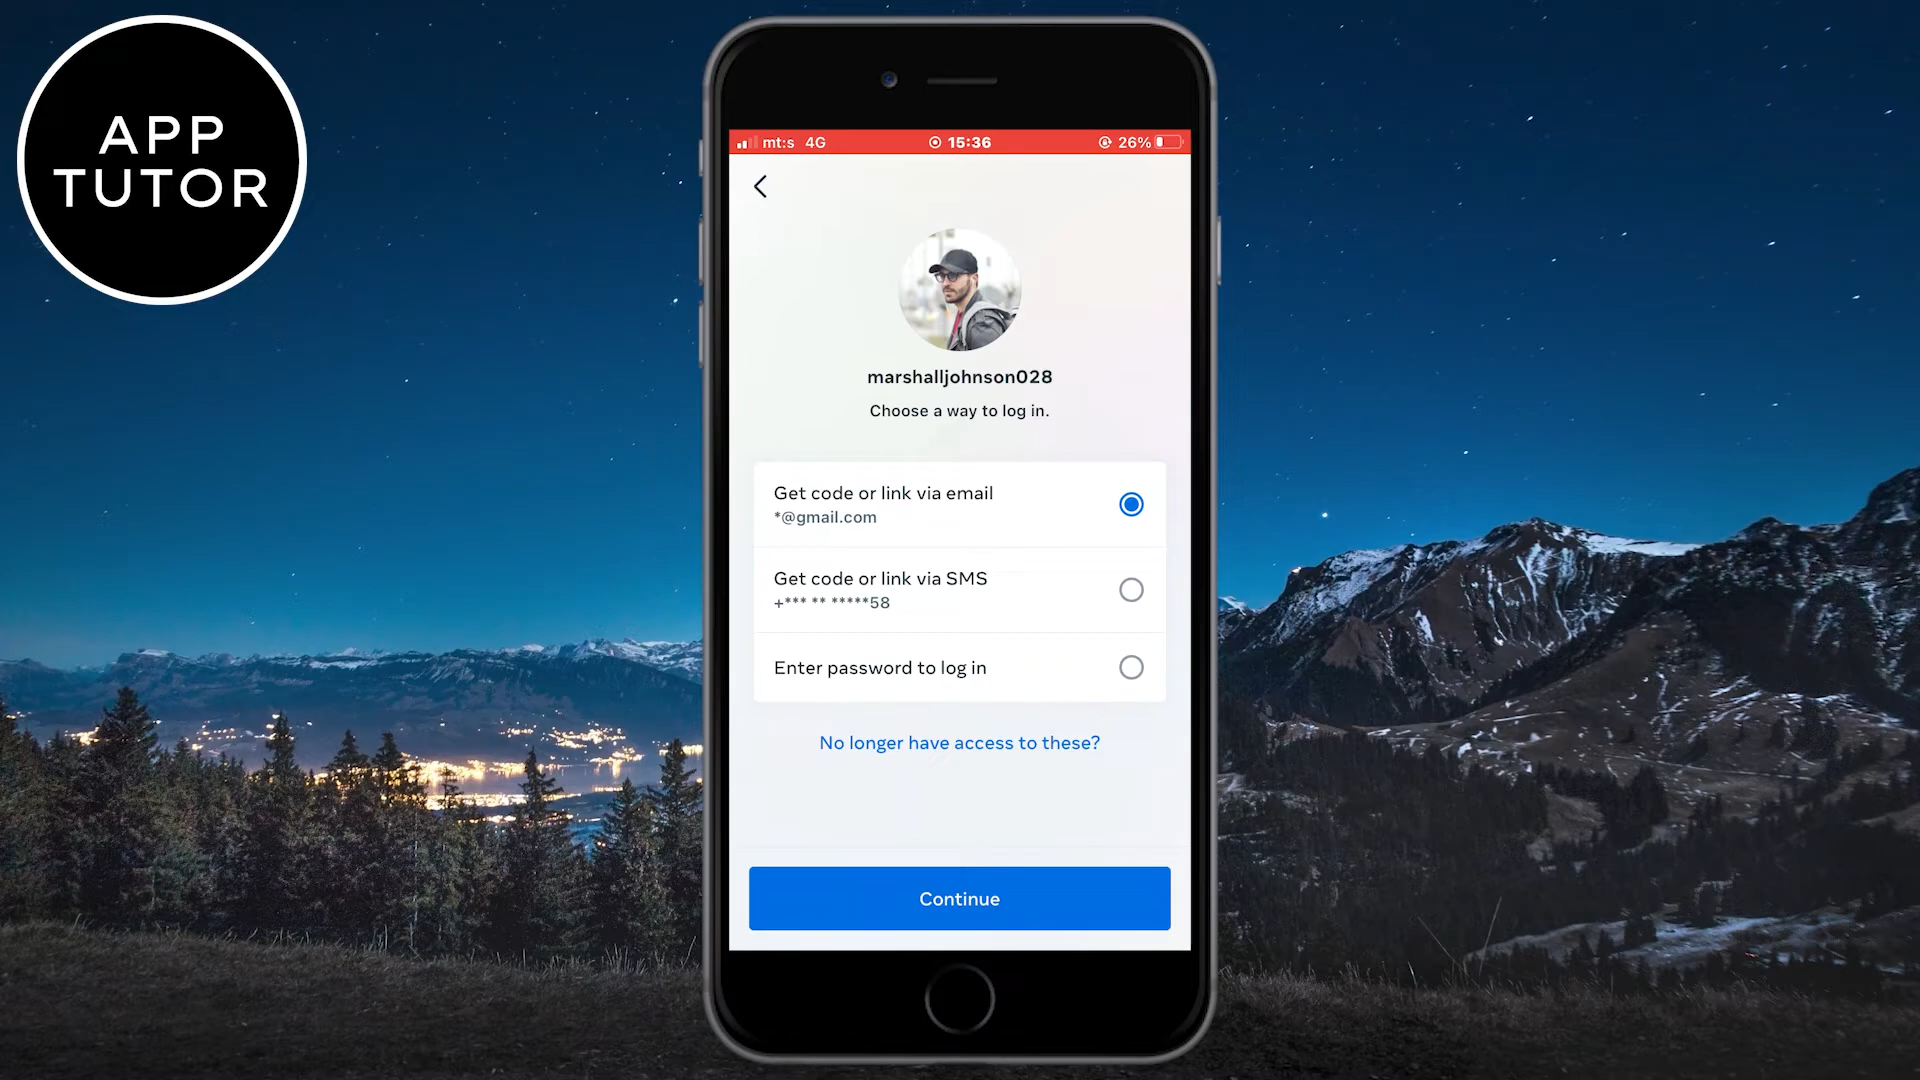 APP
TUTOR
mt:s 4G 15:36 26%
marshalljohnson028
Choose a way to log in.
Get code or link via email
*@gmail.com
Get code or link via SMS
+*** ** *****58
Enter password to log in
No longer have access to these?
Continue